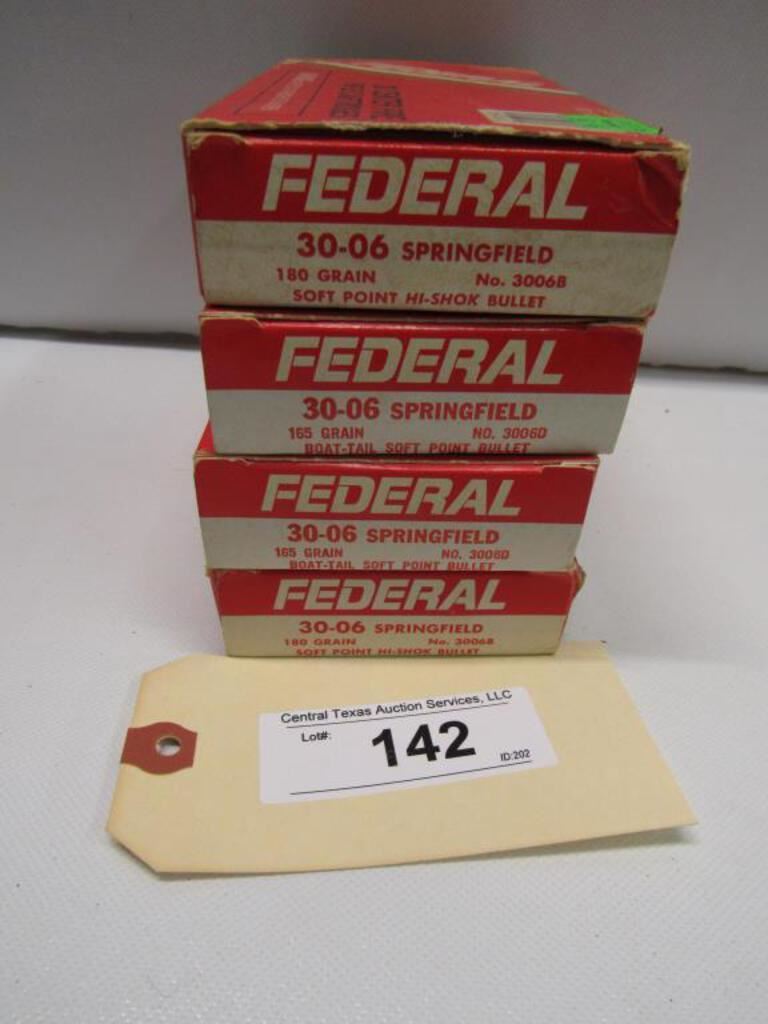 FEDERAL
30-06 SPRINGFIELD
180 GRAIN No. 3006B
SOFT POINT HI-SHOK BULLET
FEDERAL
30-06 SPRINGFIELD
165 GRAIN NO. 3006D
BOAT-TAIL SOFT POINT BULLET
FEDERAL
30-06 SPRINGFIELD
165 GRAIN NO. 3006D
BOAT-TAIL SOFT POINT BULLET
FEDERAL
30-06 SPRINGFIELD
180 GRAIN No. 3006B
SOFT POINT HI-SHOK BULLET
Central Texas Auction Services, LLC
Lot#:
142
ID:202